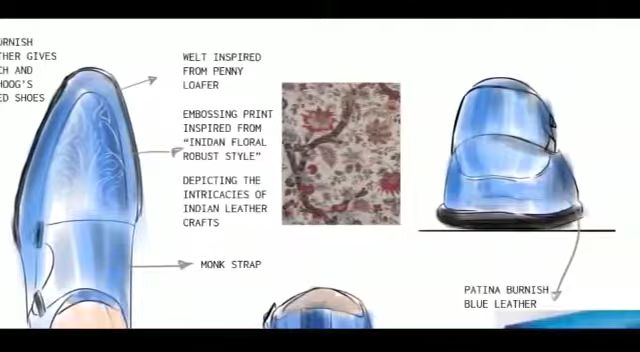 THER GIVES
CH AND
HOOG'S
ED SHOES
WELT INSPIRED
FROM PENNY
LOAFER
EMBOSSING PRINT
INSPIRED FROM
"INIDAN FLORAL
ROBUST STYLE"
DEPICTING THE
INTRICACIES OF
INDIAN LEATHER
CRAFTS
MONK STRAP
PATINA BURNISH
BLUE LEATHER